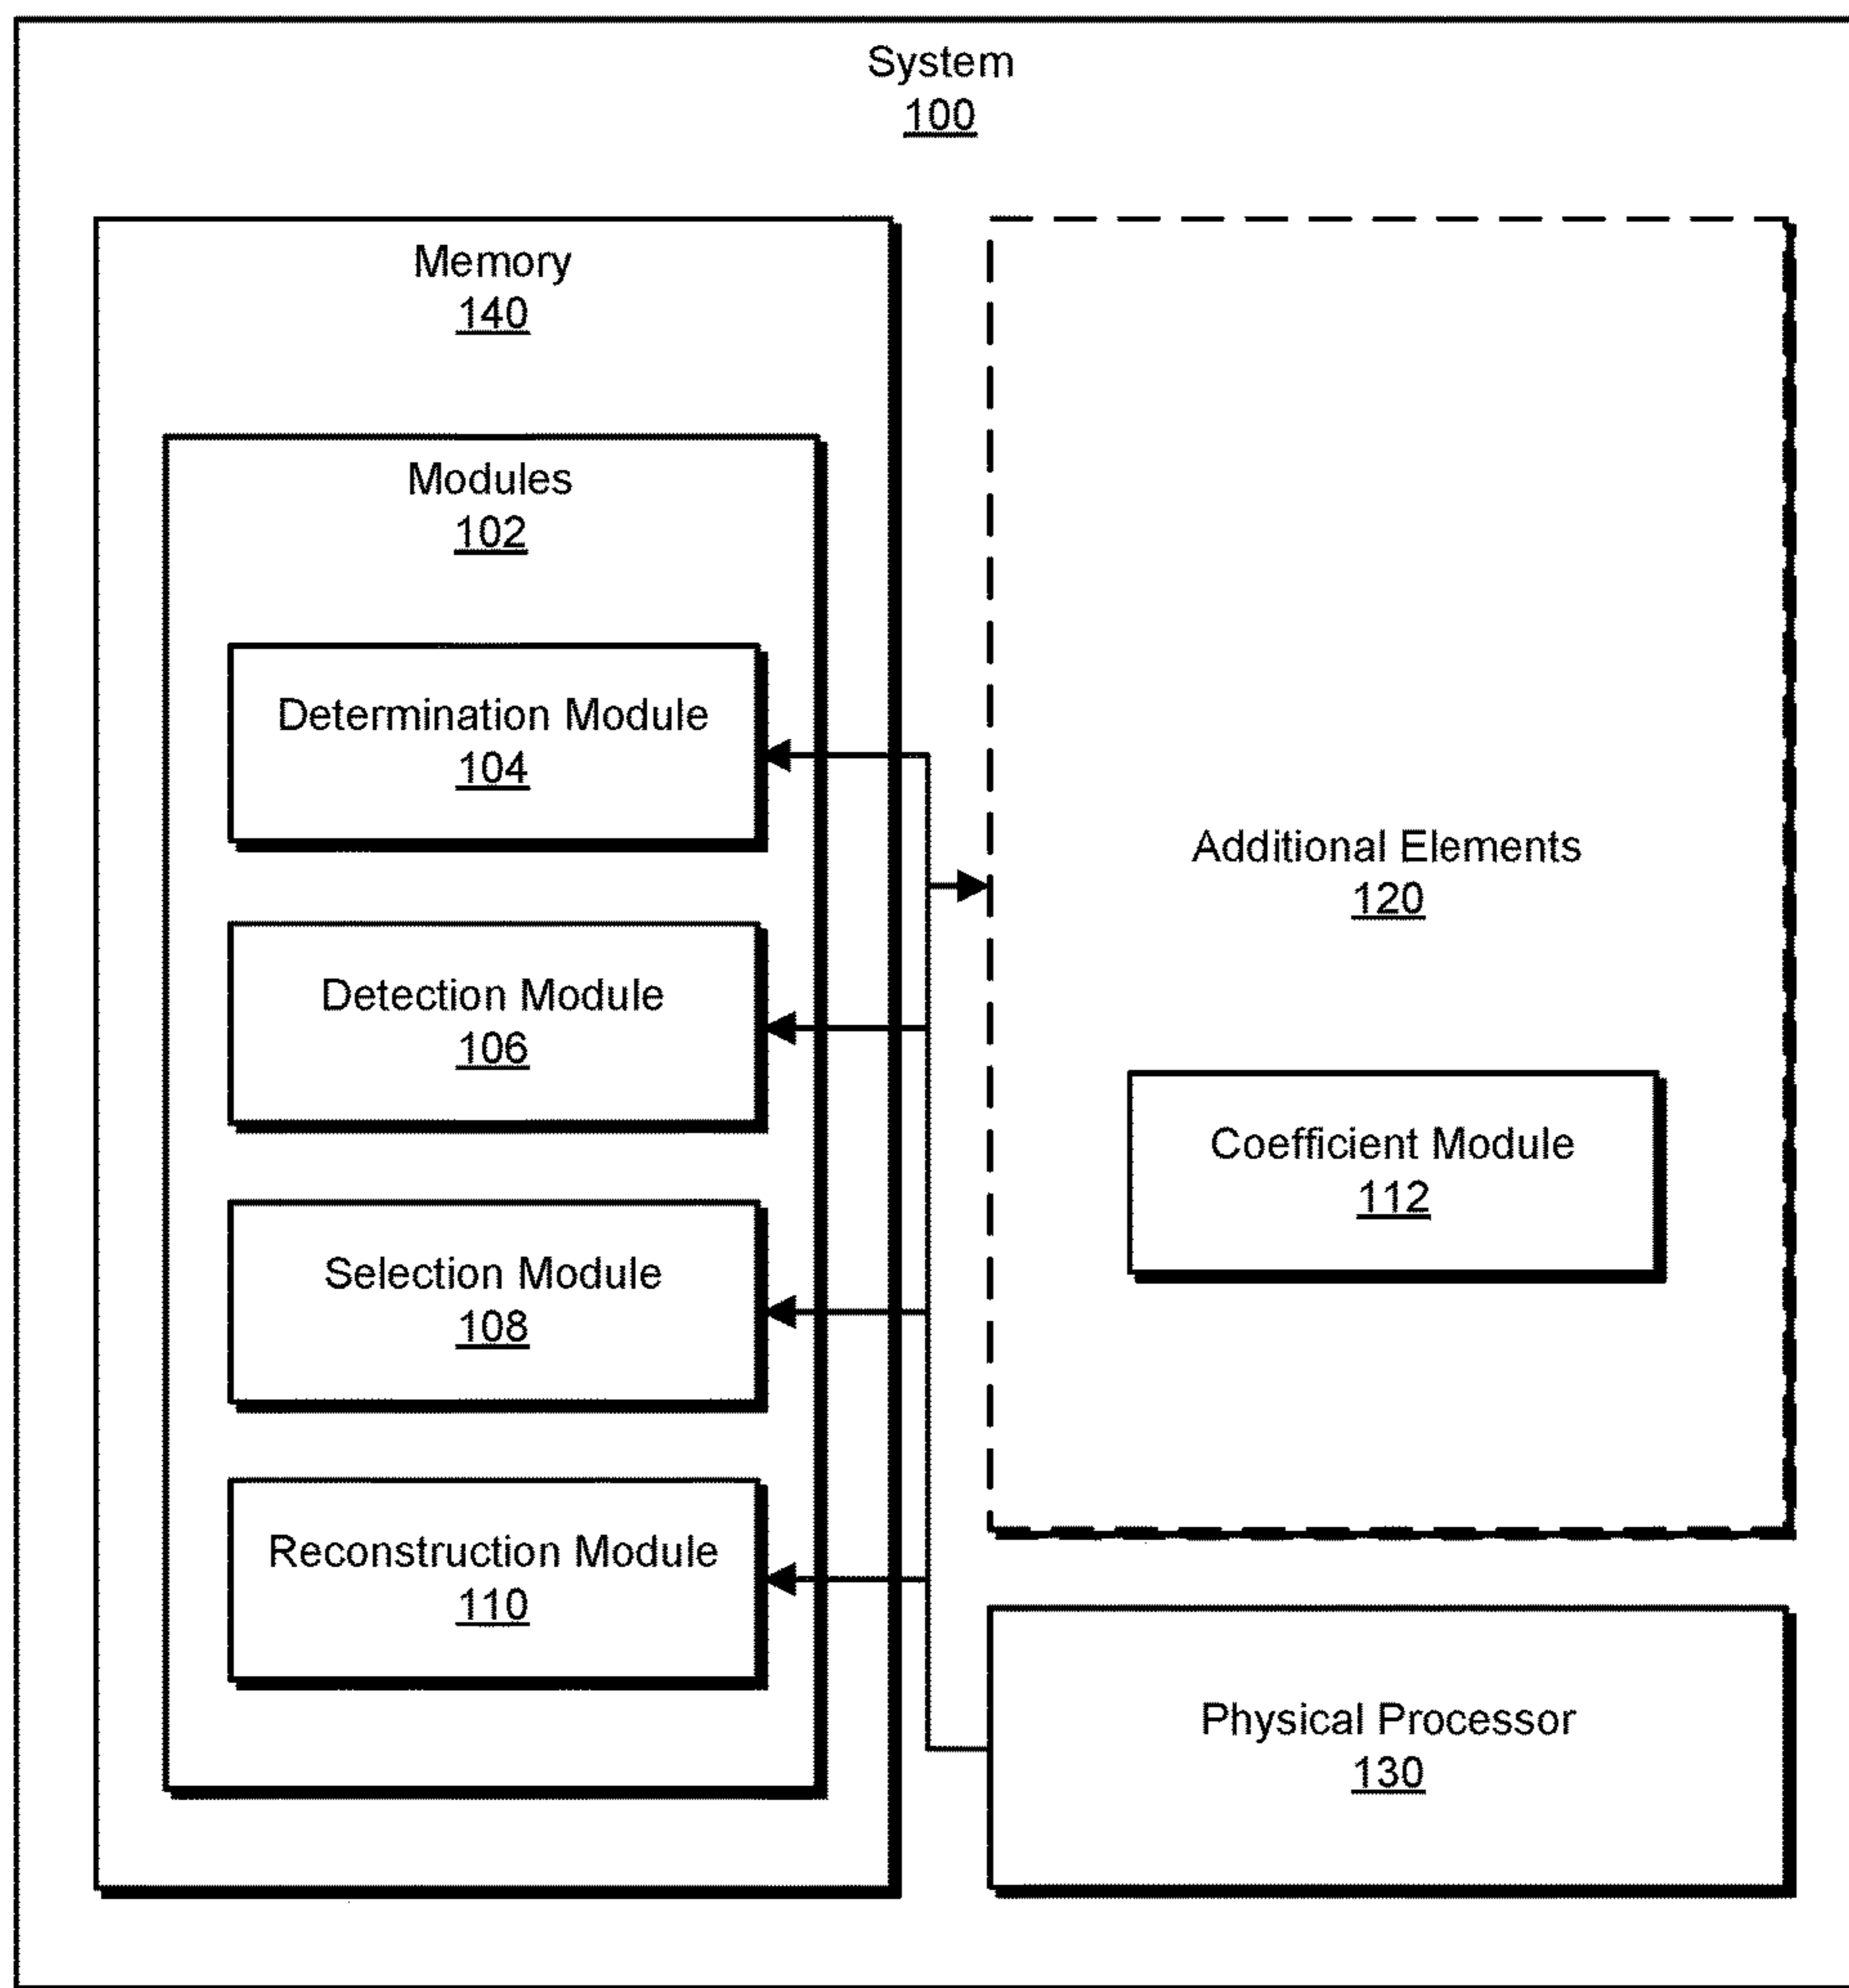 System
100
Memory
140
Modules
102
Determination Module
104
Detection Module
106
Selection Module
108
Reconstruction Module
110
Additional Elements
120
Coefficient Module
112
Physical Processor
130